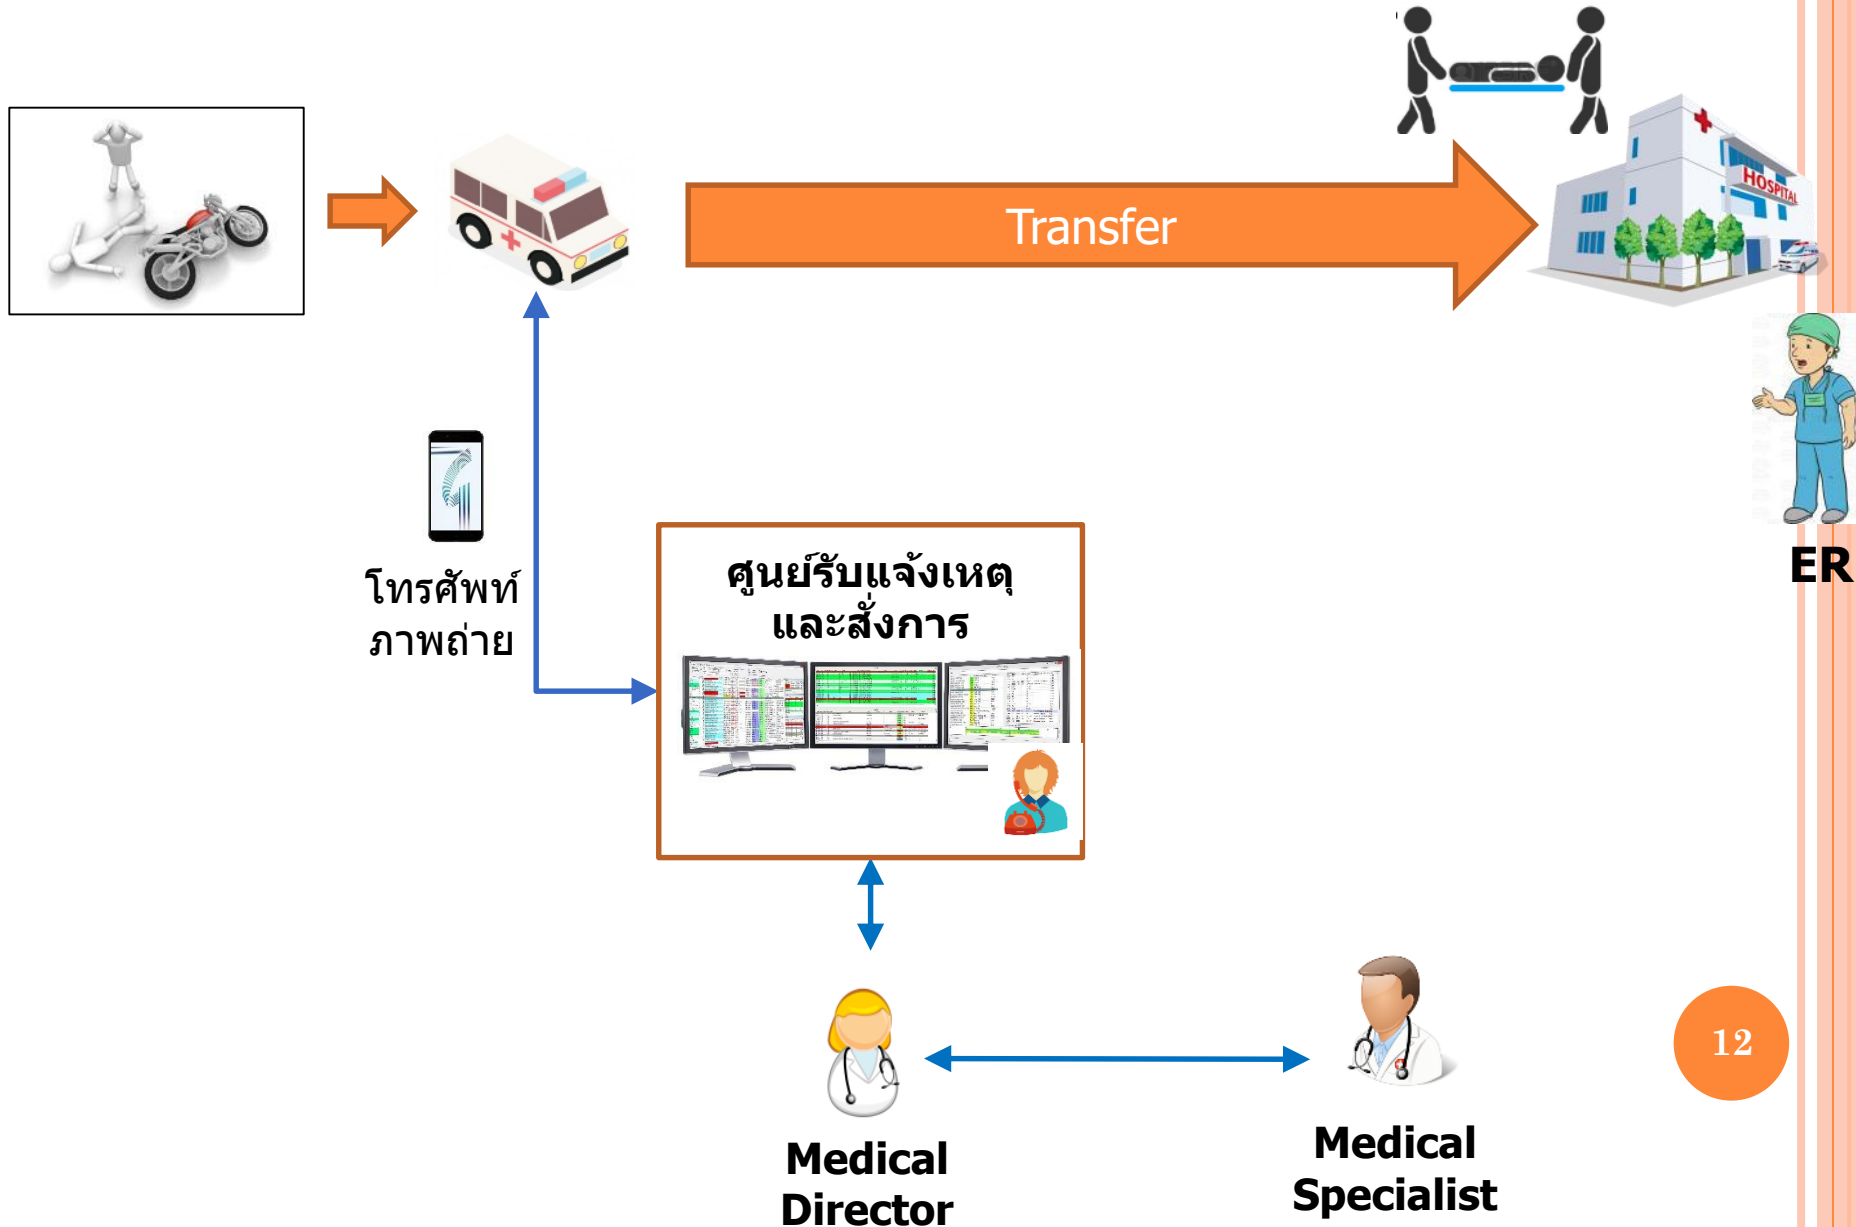 Transfer
HOSPITAL
ER
โทรศัพท์
ภาพถ่าย
ศูนย์รับแจ้งเหตุ
และสั่งการ
12
Medical
Director
Medical
Specialist